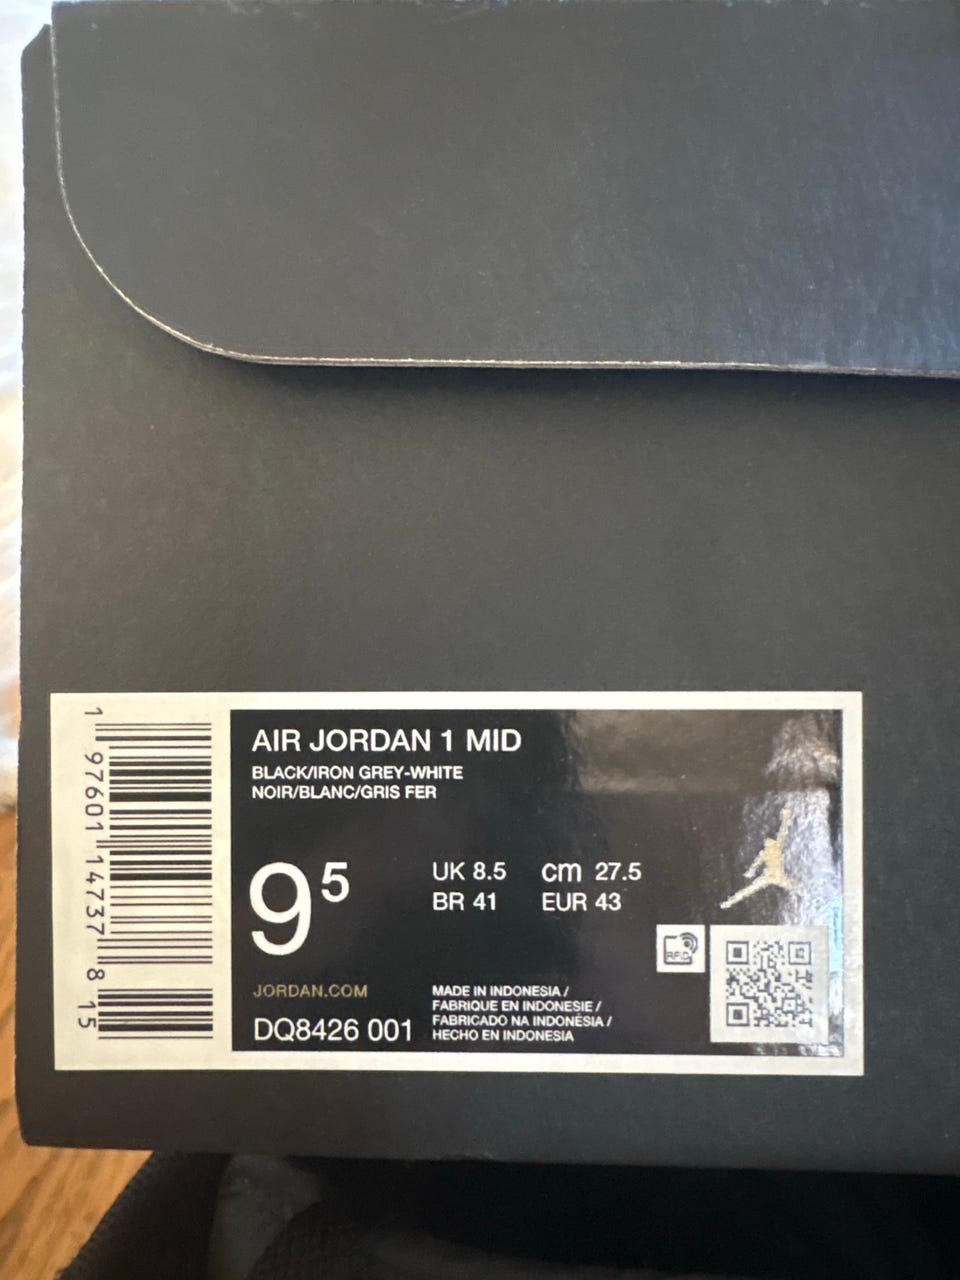 AIR JORDAN 1 MID
BLACK/IRON GREY-WHITE
NOIR/BLANC/GRIS FER
9⁵
UK 8.5 cm 27.5
BR 41 EUR 43
RFID
JORDAN.COM
DQ8426 001
MADE IN INDONESIA /
FABRIQUE EN INDONESIE /
FABRICADO NA INDONÉSIA /
HECHO EN INDONESIA
1 97601 14737 8 15